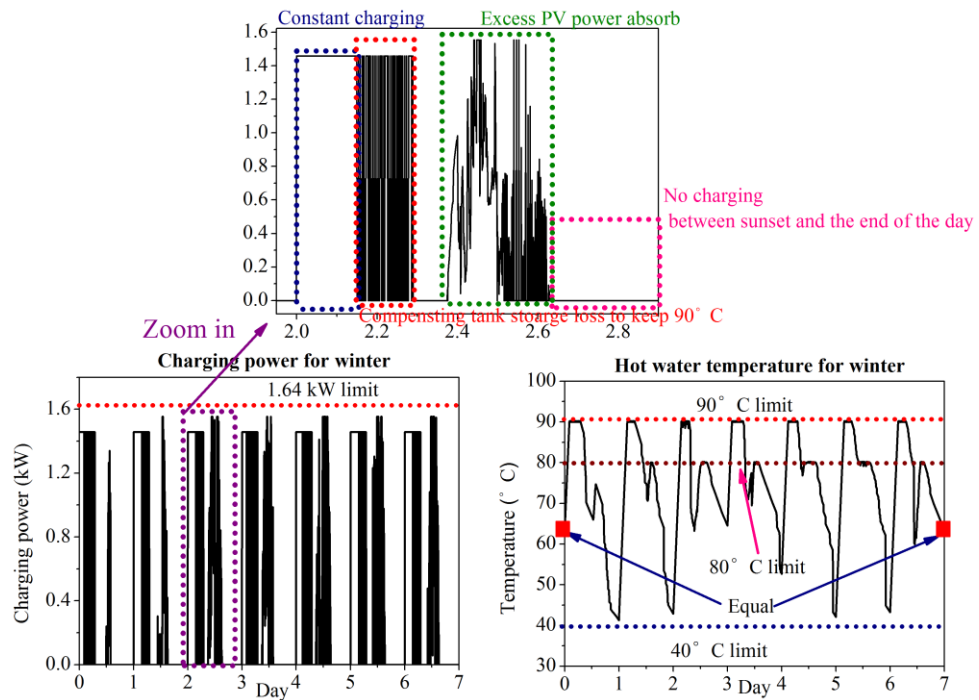 Constant charging
Excess PV power absorb
1.6
1.4
1.2
1.0
0.8
0.6
0.4
0.2
0.0
No charging
between sunset and the end of the day
Compensting tank stoarge loss to keep 90° C
2.0 2.2 2.4 2.6 2.8
Zoom in
Charging power for winter
1.64 kW limit
Charging power (kW)
1.6
1.2
0.8
0.4
0.0
0 1 2 3 4 5 6 7
Day
Hot water temperature for winter
90° C limit
Temperature (° C)
100
90
80
70
60
50
40
30
80° C limit
Equal
40° C limit
0 1 2 3 4 5 6 7
Day